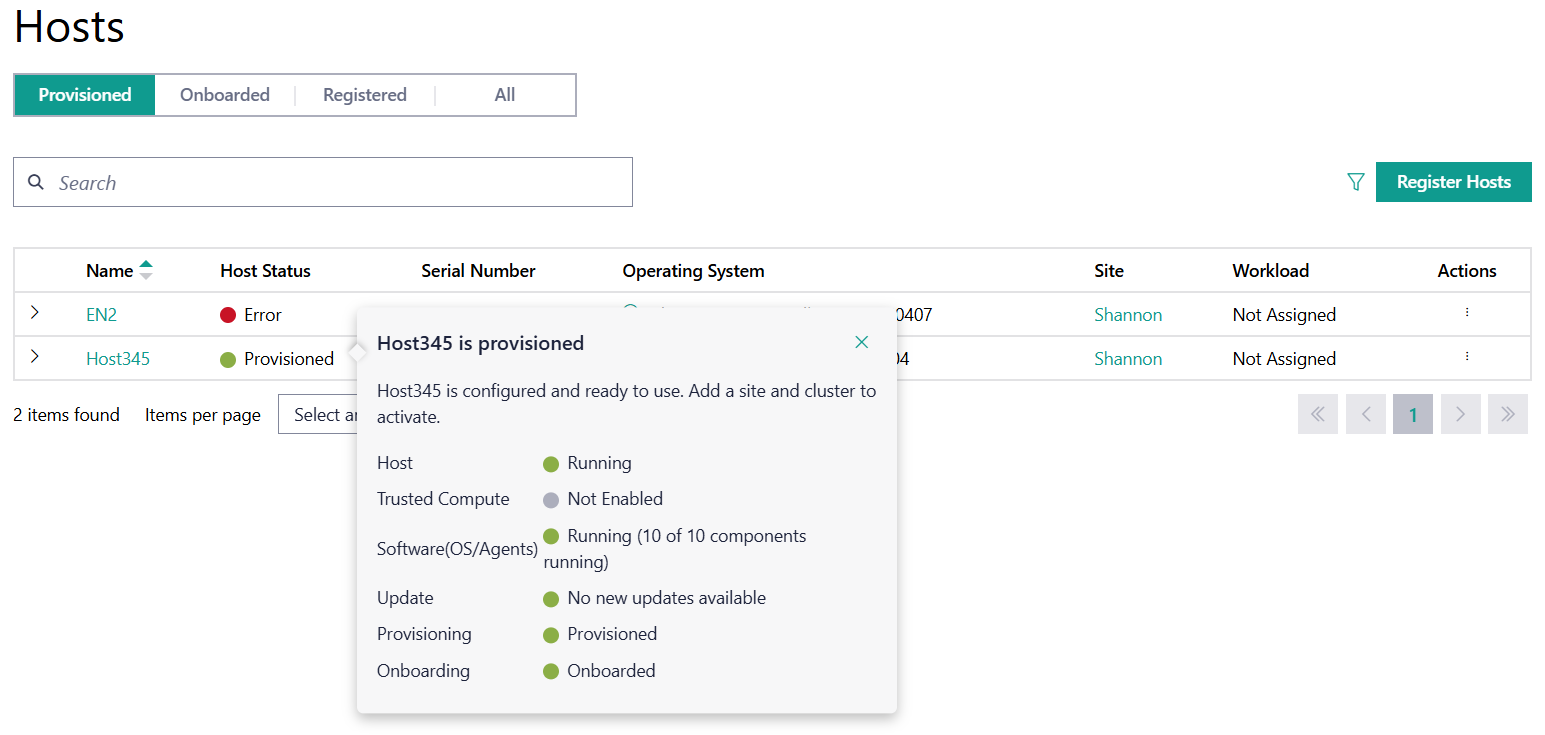 Hosts
Provisioned Onboarded Registered All
Search
Register Hosts
Name Host Status Serial Number Operating System Site Workload Actions
EN2 Error 0407 Shannon Not Assigned
Host345 Provisioned 04 Shannon Not Assigned
2 items found Items per page Select 1
Host345 is provisioned
Host345 is configured and ready to use. Add a site and cluster to
activate.
Host Running
Trusted Compute Not Enabled
Software(OS/Agents) Running (10 of 10 components
running)
Update No new updates available
Provisioning Provisioned
Onboarding Onboarded